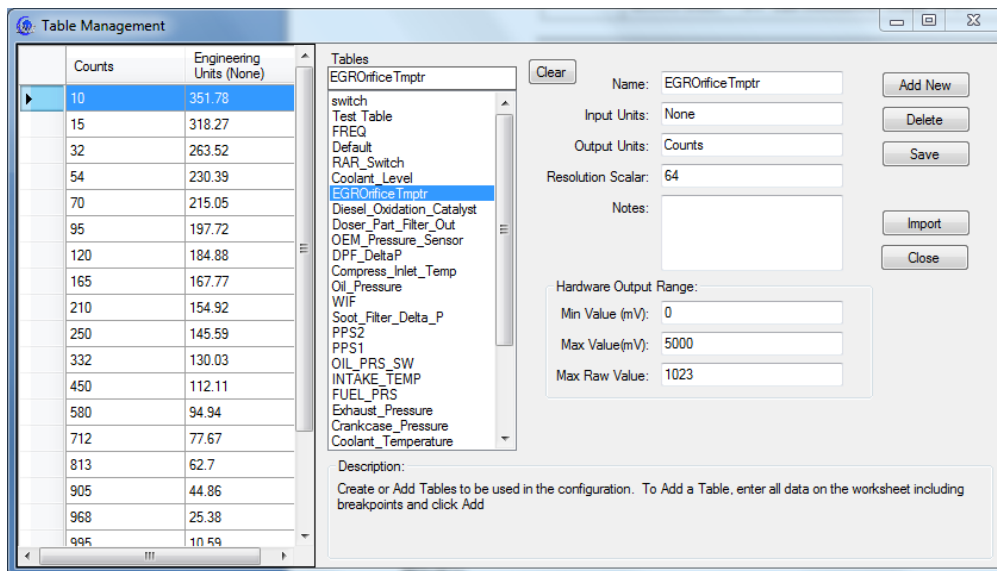 Table Management
Counts Engineering Units (None)
10 351.78
15 318.27
32 263.52
54 230.39
70 215.05
95 197.72
120 184.88
165 167.77
210 154.92
250 145.59
332 130.03
450 112.11
580 94.94
712 77.67
813 62.7
905 44.86
968 25.38
995 10.59
Tables
EGROrificeTmptr
switch
Test Table
FREQ
Default
RAR_Switch
Coolant_Level
EGROrificeTmptr
Diesel_Oxidation_Catalyst
Doser_Part_Filter_Out
OEM_Pressure_Sensor
DPF_DeltaP
Compress_Inlet_Temp
Oil_Pressure
WIF
Soot_Filter_Delta_P
PPS2
PPS1
OIL_PRS_SW
INTAKE_TEMP
FUEL_PRS
Exhaust_Pressure
Crankcase_Pressure
Coolant_Temperature
Clear
Name: EGROrificeTmptr
Input Units: None
Output Units: Counts
Resolution Scalar: 64
Notes:
Hardware Output Range:
Min Value (mV): 0
Max Value(mV): 5000
Max Raw Value: 1023
Add New
Delete
Save
Import
Close
Description:
Create or Add Tables to be used in the configuration. To Add a Table, enter all data on the worksheet including
breakpoints and click Add